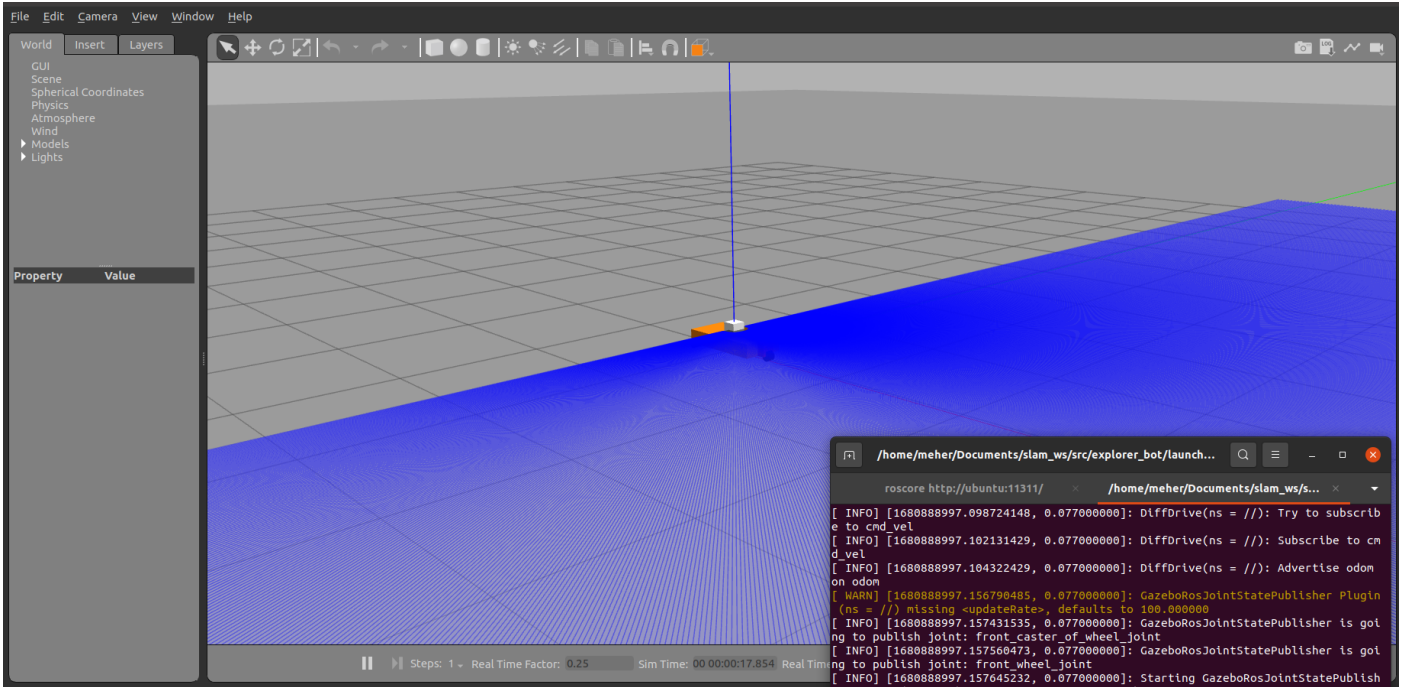 File Edit Camera View Window Help
World Insert Layers
GUI
Scene
Spherical Coordinates
Physics
Atmosphere
Wind
Models
Lights
Property Value
Steps: 1 Real Time Factor: 0.25 Sim Time: 00 00:00:17.854 Real Time
/home/meher/Documents/slam_ws/src/explorer_bot/launch...
roscore http://ubuntu:11311/ /home/meher/Documents/slam_ws/s...
[ INFO] [1680888997.098724148, 0.077000000]: DiffDrive(ns = //): Try to subscrib
e to cmd_vel
[ INFO] [1680888997.102131429, 0.077000000]: DiffDrive(ns = //): Subscribe to cm
d_vel
[ INFO] [1680888997.104322429, 0.077000000]: DiffDrive(ns = //): Advertise odom
on odom
[ WARN] [1680888997.156790485, 0.077000000]: GazeboRosJointStatePublisher Plugin
(ns = //) missing <updateRate>, defaults to 100.000000
[ INFO] [1680888997.157431535, 0.077000000]: GazeboRosJointStatePublisher is goi
ng to publish joint: front_caster_of_wheel_joint
[ INFO] [1680888997.157560473, 0.077000000]: GazeboRosJointStatePublisher is goi
ng to publish joint: front_wheel_joint
[ INFO] [1680888997.157645232, 0.077000000]: Starting GazeboRosJointStatePublish